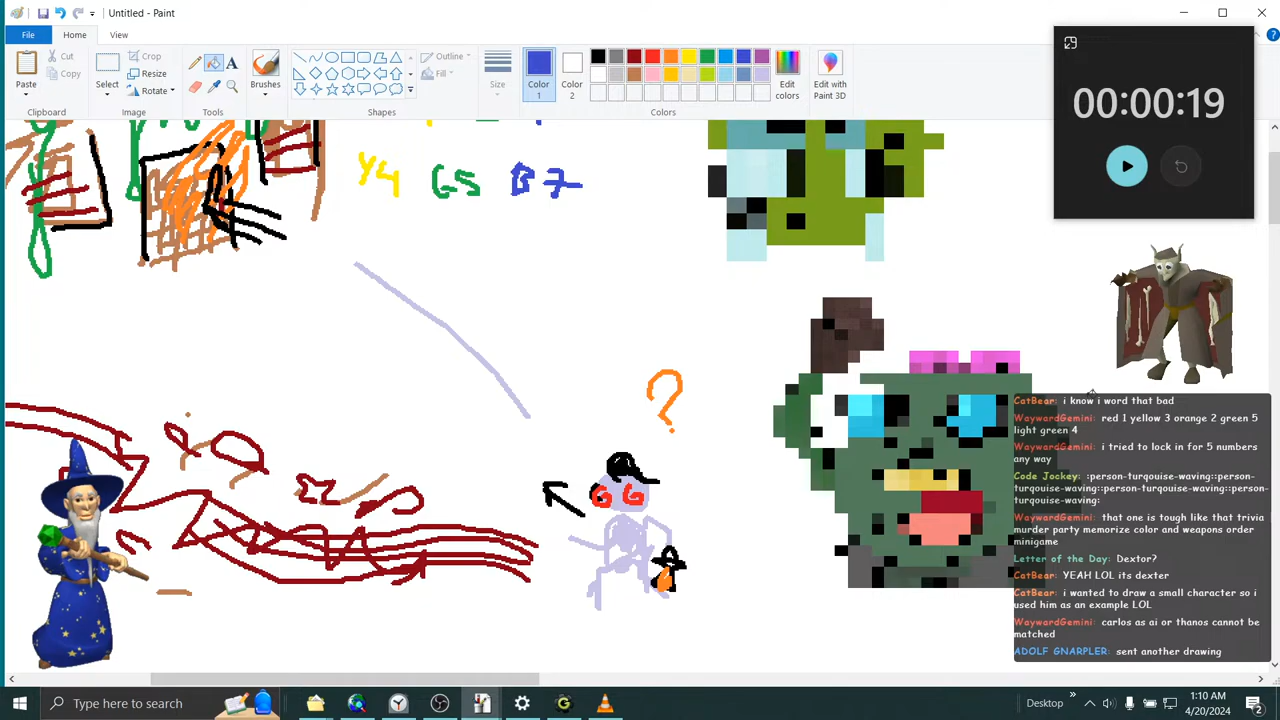 Untitled - Paint
File
Home
View
Paste
Cut
Copy
Clipboard
Select
Crop
Resize
Rotate
Image
Tools
Brushes
Shapes
Outline
Fill
Size
Color
1
Color
2
Edit
colors
Edit with
Paint 3D
Colors
00:00:19
Y4 G5 B7
?
CatBear: i know i word that bad
WaywardGemini: red 1 yellow 3 orange 2 green 5
light green 4
WaywardGemini: i tried to lock in for 5 numbers
any way
Code Jockey: :person-turquoise-waving::person-
turqouise-waving::person-turquoise-waving::person-
turquoise-waving:
WaywardGemini: that one is tough like that trivia
murder party memorize color and weapons order
minigame
Letter of the Day: Dextor?
CatBear: YEAH LOL its dexter
CatBear: i wanted to draw a small character so i
used him as an example LOL
WaywardGemini: carlos as ai or thanos cannot be
matched
ADOLF GNARPLER: sent another drawing
Type here to search
Desktop
1:10 AM
4/20/2024
2